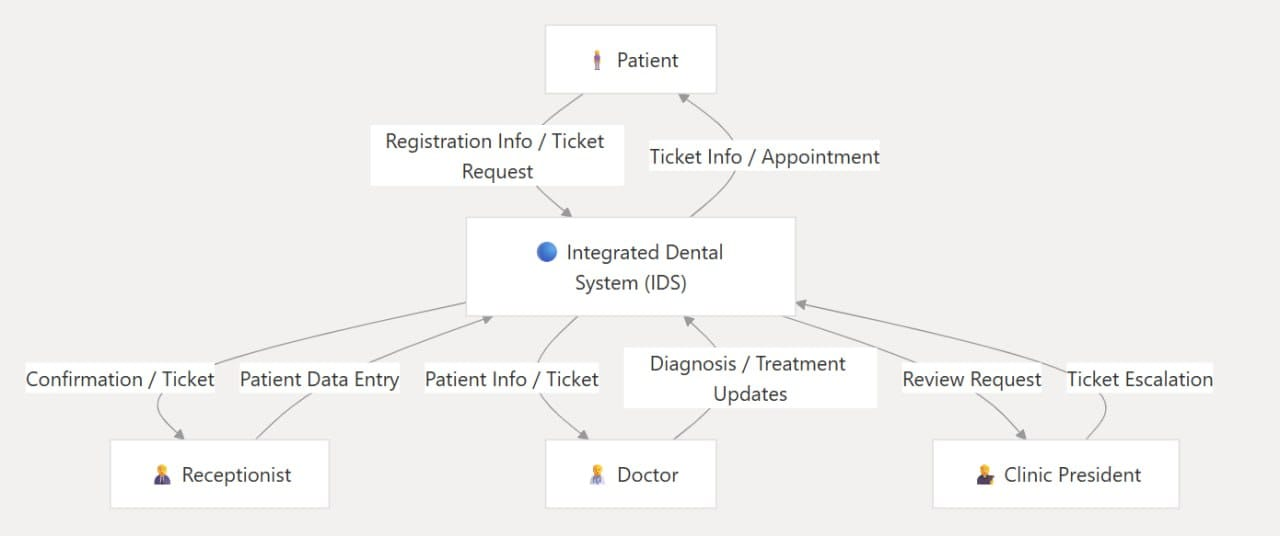 Patient
Registration Info / Ticket
Request
Ticket Info / Appointment
Integrated Dental
System (IDS)
Confirmation / Ticket
Patient Data Entry
Patient Info / Ticket
Diagnosis / Treatment
Updates
Review Request
Ticket Escalation
Receptionist
Doctor
Clinic President